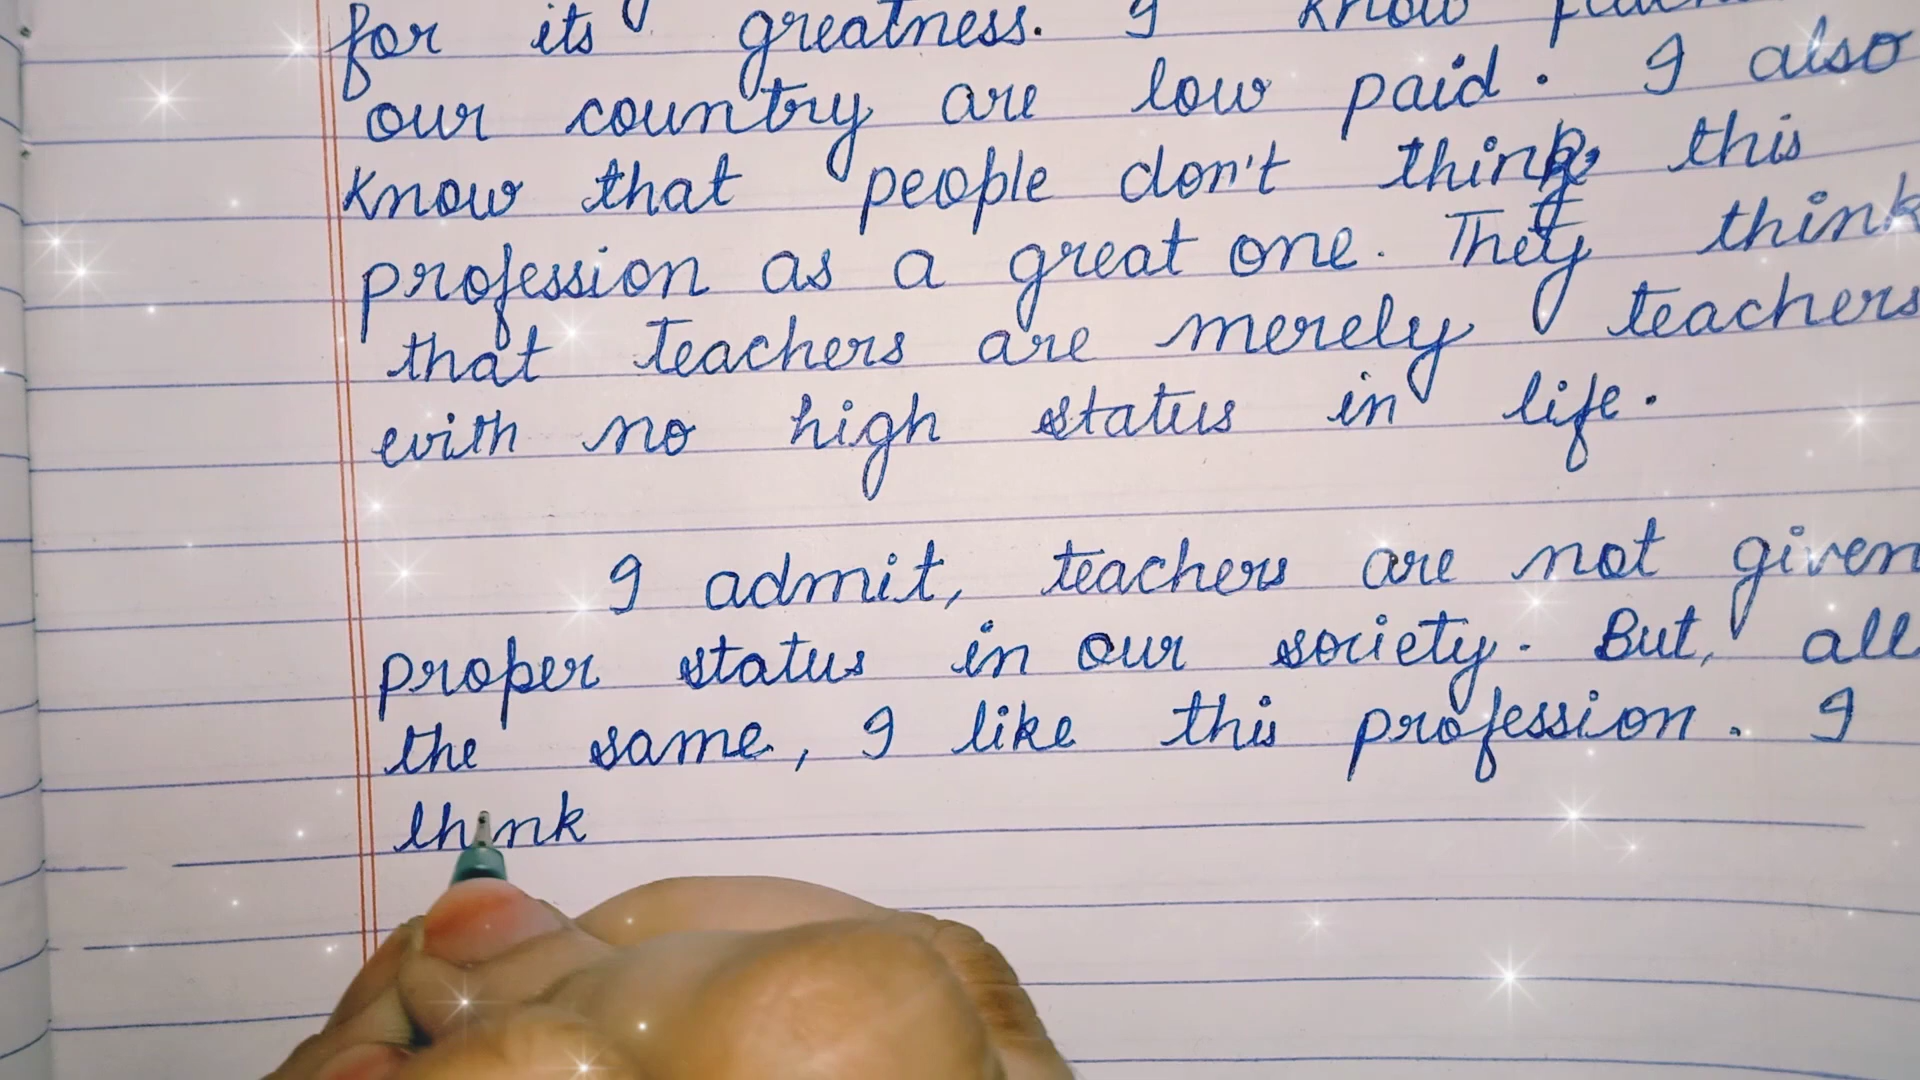 for its greatness. I know
our country are low paid. I also
know that people don't think this
profession as a great one. They think
that teachers are merely teachers
with no high status in life.
I admit, teachers are not given
proper status in our society. But, all
the same, I like this profession. I
think